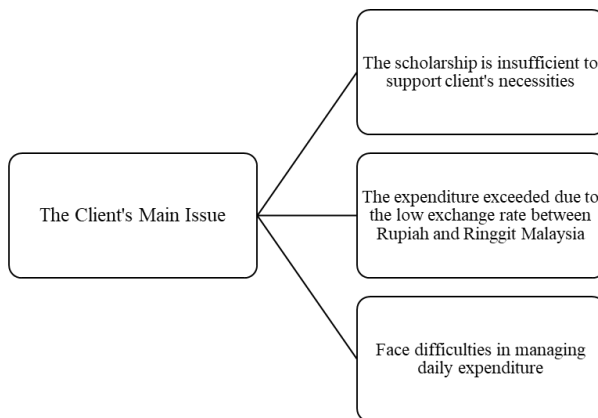 The Client's Main Issue
The scholarship is insufficient to
support client's necessities
The expenditure exceeded due to
the low exchange rate between
Rupiah and Ringgit Malaysia
Face difficulties in managing
daily expenditure